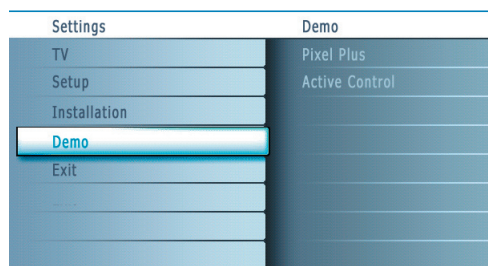 Settings
Demo
TV
Pixel Plus
Setup
Active Control
Installation
Demo
Exit